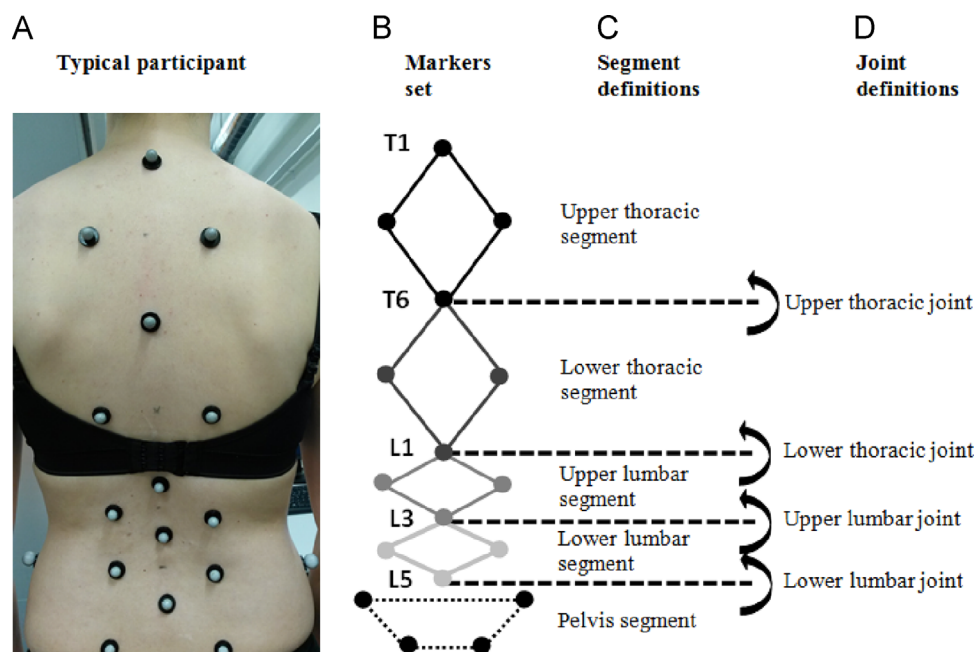 A
B
C
D
Typical participant
Markers
set
Segment
definitions
Joint
definitions
T1
Upper thoracic
segment
T6
Upper thoracic joint
Lower thoracic
segment
L1
Lower thoracic joint
Upper lumbar
segment
L3
Upper lumbar joint
Lower lumbar
segment
L5
Lower lumbar joint
Pelvis segment